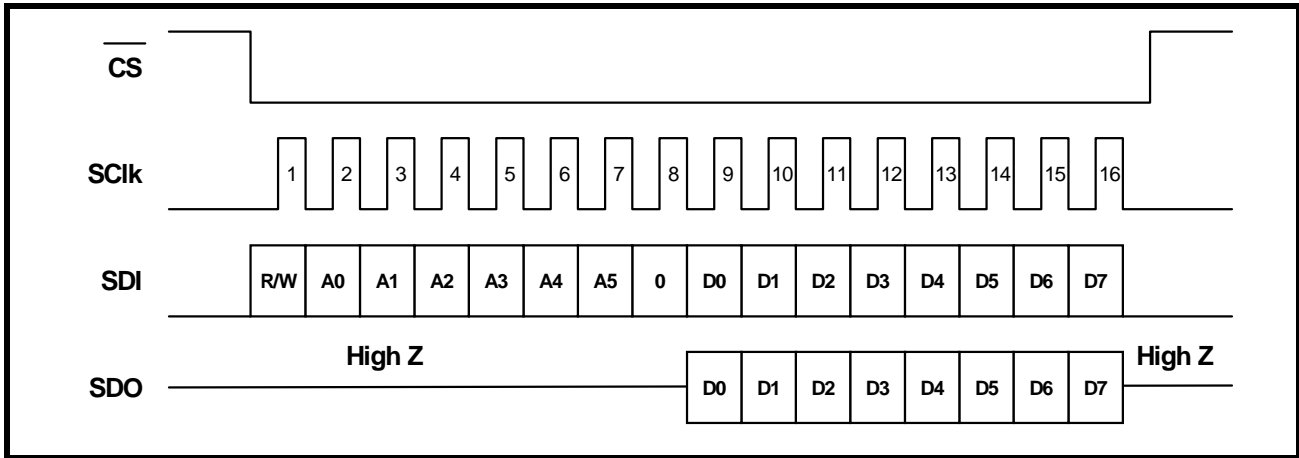 CS
SClk
1 2 3 4 5 6 7 8 9 10 11 12 13 14 15 16
SDI
R/W A0 A1 A2 A3 A4 A5 0 D0 D1 D2 D3 D4 D5 D6 D7
High Z
High Z
SDO
D0 D1 D2 D3 D4 D5 D6 D7